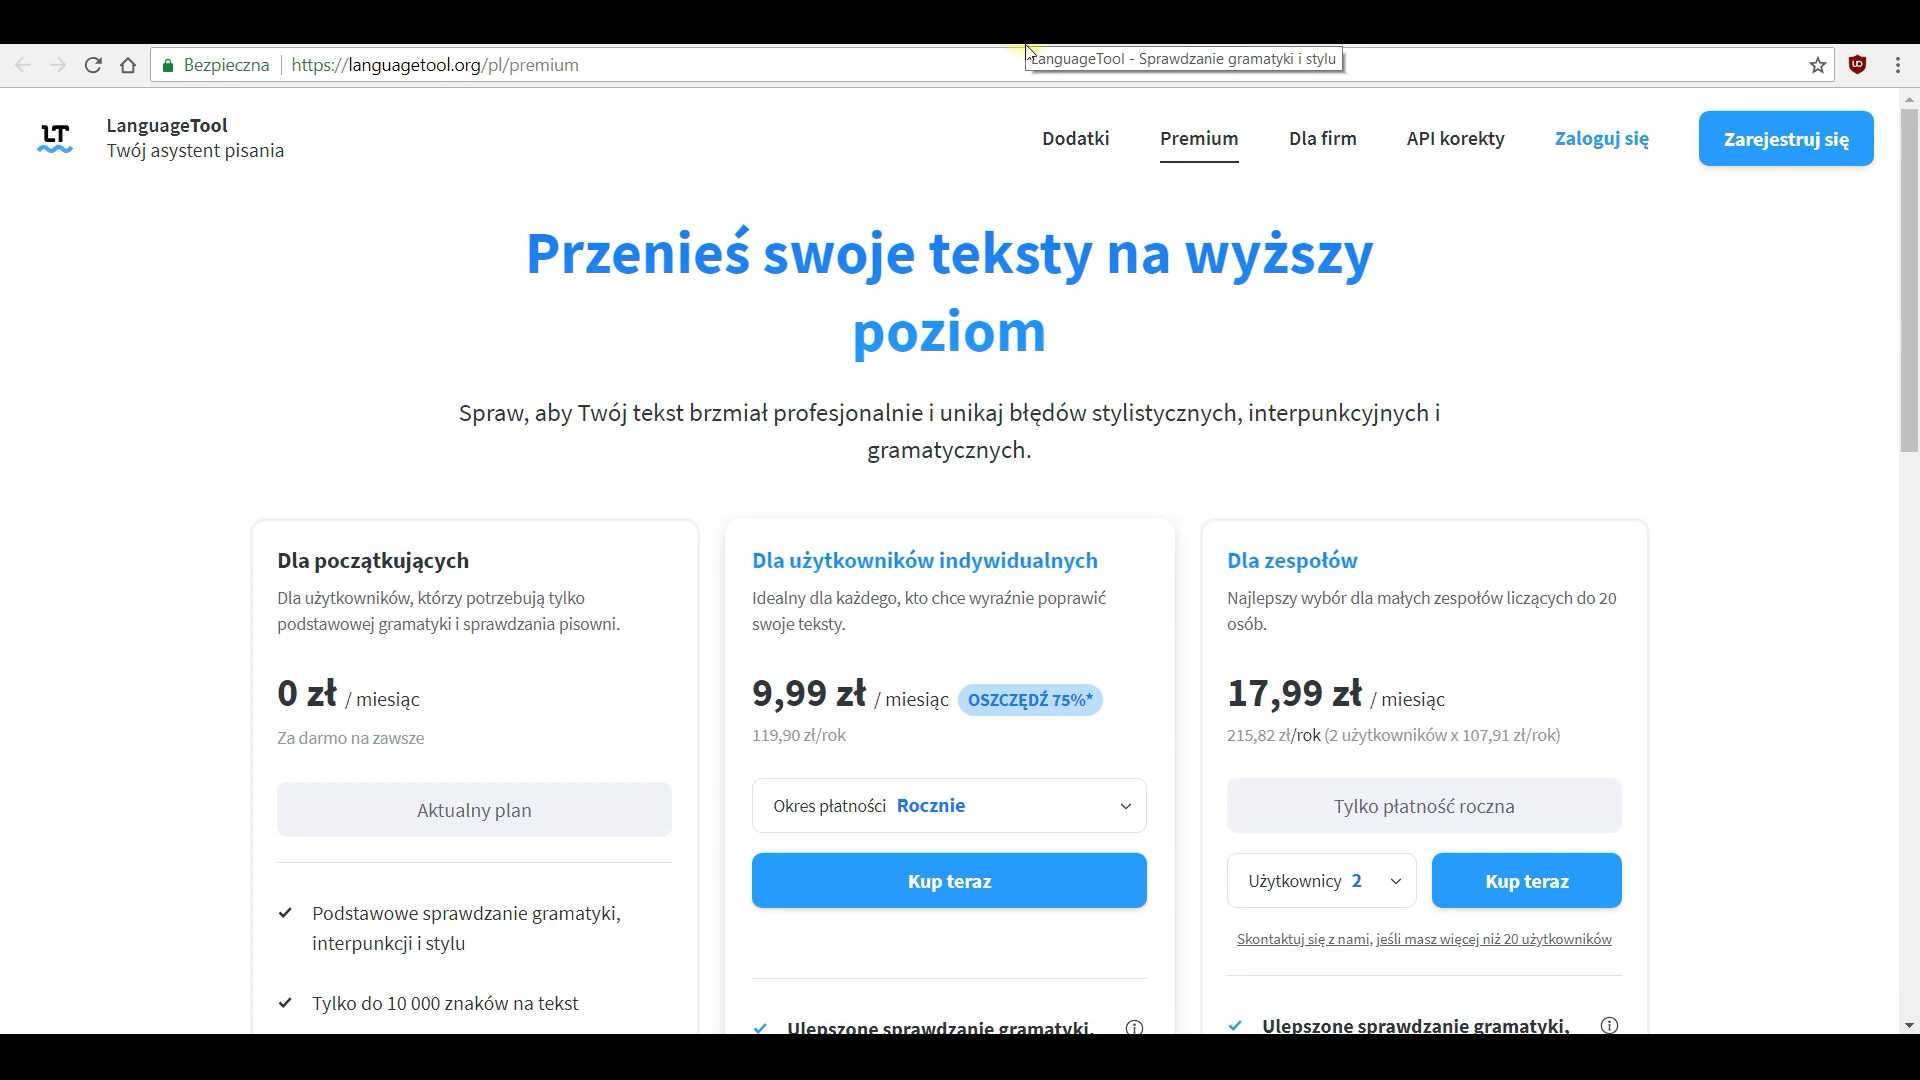 Bezpieczna https://languagetool.org/pl/premium
LanguageTool - Sprawdzanie gramatyki i stylu
LT
LanguageTool
Twój asystent pisania
Dodatki Premium Dla firm API korekty Zaloguj się Zarejestruj się
Przenieś swoje teksty na wyższy
poziom
Spraw, aby Twój tekst brzmiał profesjonalnie i unikaj błędów stylistycznych, interpunkcyjnych i
gramatycznych.
Dla początkujących
Dla użytkowników, którzy potrzebują tylko
podstawowej gramatyki i sprawdzania pisowni.
0 zł / miesiąc
Za darmo na zawsze
Aktualny plan
Podstawowe sprawdzanie gramatyki,
interpunkcji i stylu
Tylko do 10 000 znaków na tekst
Dla użytkowników indywidualnych
Idealny dla każdego, kto chce wyraźnie poprawić
swoje teksty.
9,99 zł / miesiąc OSZCZĘDŹ 75%*
119,90 zł/rok
Okres płatności Rocznie
Kup teraz
Ulepszone sprawdzanie gramatyki,
Dla zespołów
Najlepszy wybór dla małych zespołów liczących do 20
osób.
17,99 zł / miesiąc
215,82 zł/rok (2 użytkowników x 107,91 zł/rok)
Tylko płatność roczna
Użytkownicy 2 Kup teraz
Skontaktuj się z nami, jeśli masz więcej niż 20 użytkowników
Ulepszone sprawdzanie gramatyki,